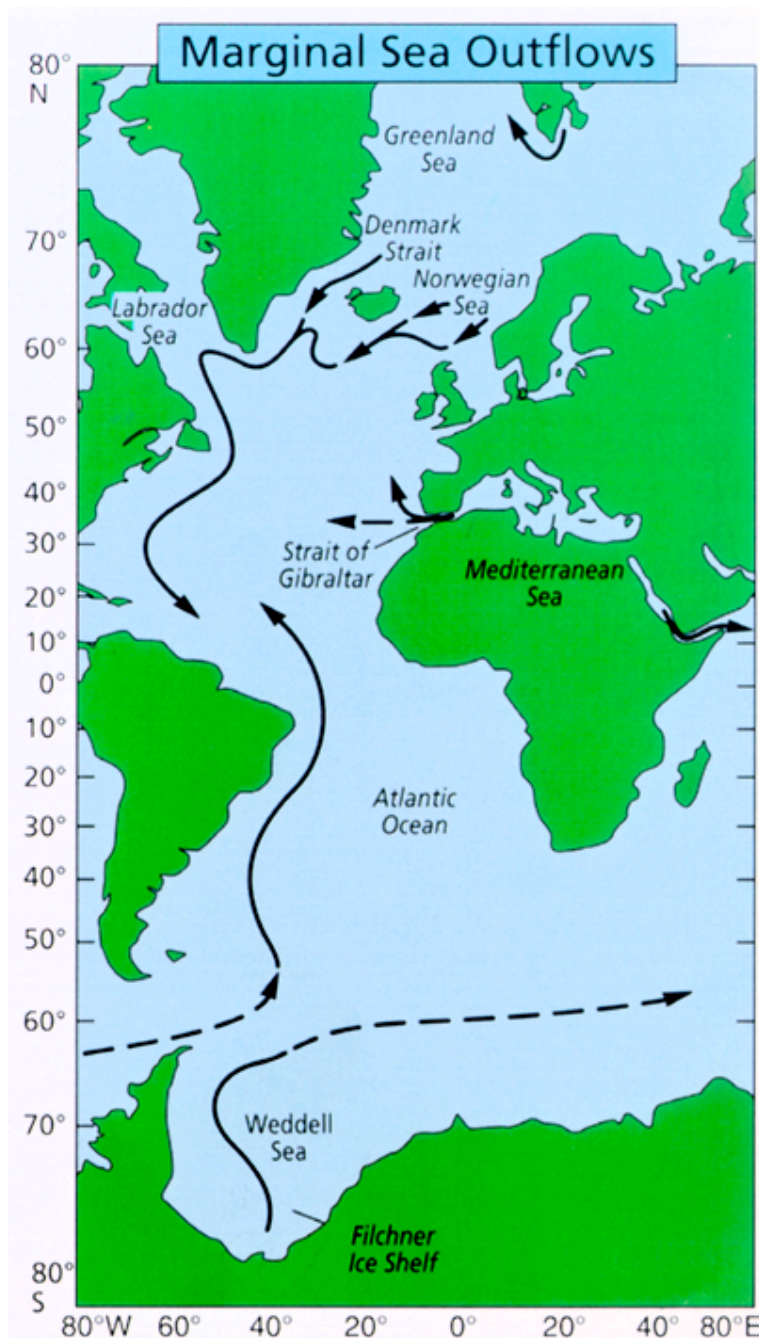 Marginal Sea Outflows
80°
N
Greenland
Sea
Denmark
Strait
70°
Norwegian
Sea
Labrador
Sea
60°
50°
40°
Strait of
Gibraltar
30°
Mediterranean
Sea
20°
10°
0°
10°
20°
Atlantic
Ocean
30°
40°
50°
60°
70°
Weddell
Sea
Filchner
Ice Shelf
80°
S
80°W 60° 40° 20° 0° 20° 40° 80°E